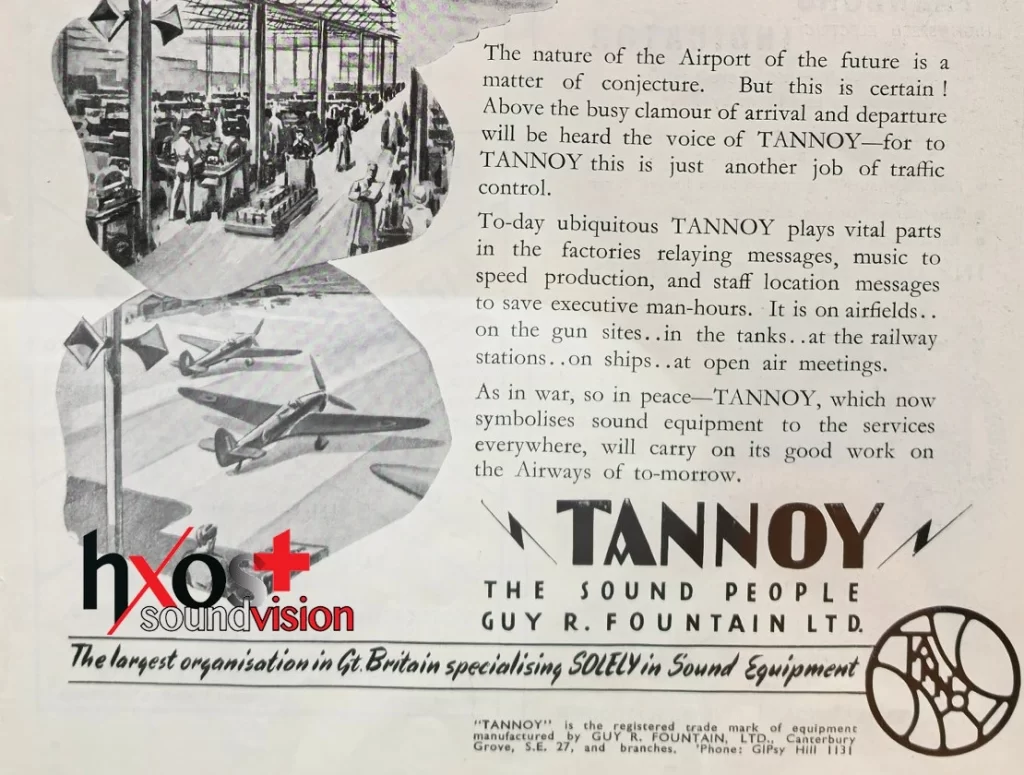 The nature of the Airport of the future is a
matter of conjecture. But this is certain !
Above the busy clamour of arrival and departure
will be heard the voice of TANNOY—for to
TANNOY this is just another job of traffic
control.
To-day ubiquitous TANNOY plays vital parts
in the factories relaying messages, music to
speed production, and staff location messages
to save executive man-hours. It is on airfields..
on the gun sites..in the tanks..at the railway
stations..on ships..at open air meetings.
As in war, so in peace—TANNOY, which now
symbolises sound equipment to the services
everywhere, will carry on its good work on
the Airways of to-morrow.
TANNOY
THE SOUND PEOPLE
GUY R. FOUNTAIN LTD.
hxos+
soundvision
The largest organisation in Gt. Britain specialising SOLELY in Sound Equipment
TANNOY
"TANNOY" is the registered trade mark of equipment
manufactured by GUY R. FOUNTAIN, LTD., Canterbury
Grove, S.E. 27, and branches. 'Phone: GIPsy Hill 1131